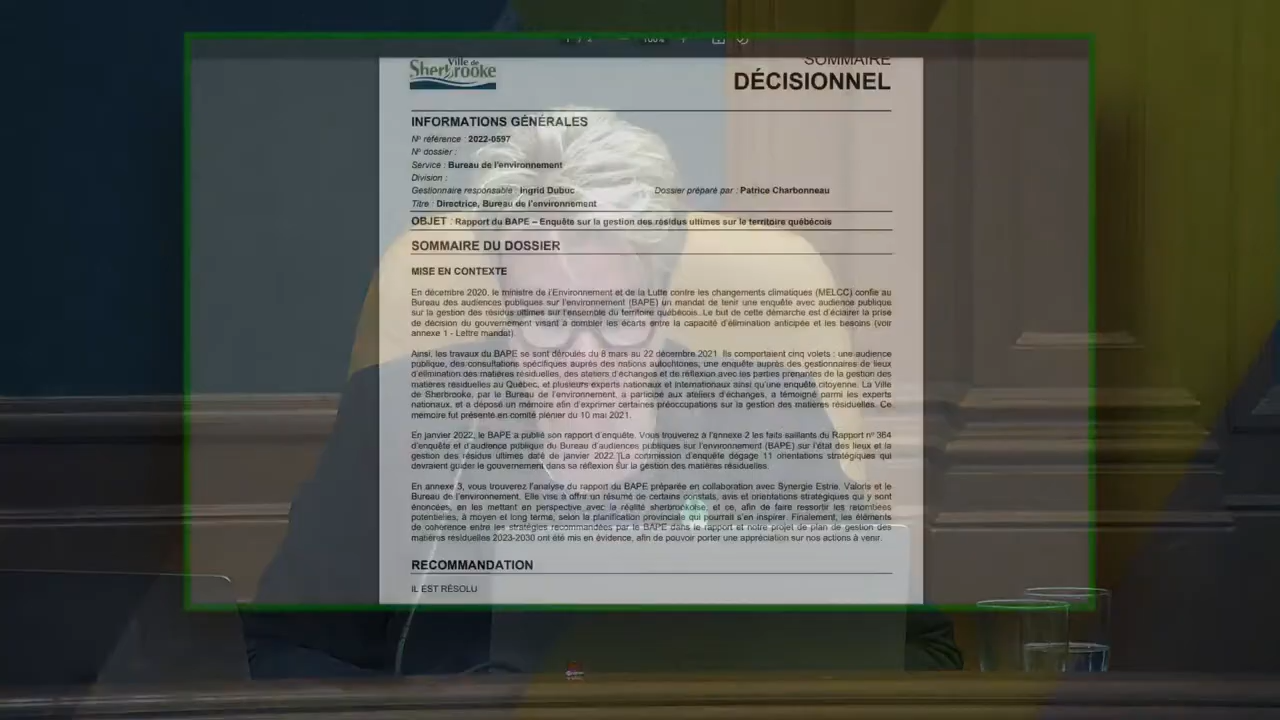 100%
Ville de
Sherbrooke
SOMMAIRE
DÉCISIONNEL
INFORMATIONS GÉNÉRALES
N° référence : 2022-0597
N° dossier :
Service : Bureau de l'environnement
Division :
Gestionnaire responsable : Ingrid Dubuc Dossier préparé par : Patrice Charbonneau
Titre : Directrice, Bureau de l'environnement
OBJET : Rapport du BAPE – Enquête sur la gestion des résidus ultimes sur le territoire québécois
SOMMAIRE DU DOSSIER
MISE EN CONTEXTE
En décembre 2020, le ministre de l'Environnement et de la Lutte contre les changements climatiques (MELCC) confie au
Bureau des audiences publiques sur l'environnement (BAPE) un mandat de tenir une enquête avec audience publique
sur la gestion des résidus ultimes sur l'ensemble du territoire québécois. Le but de cette démarche est d'éclairer la prise
de décision du gouvernement visant à combler les écarts entre la capacité d'élimination anticipée et les besoins (voir
annexe 1 - Lettre mandat).
Ainsi, les travaux du BAPE se sont déroulés du 8 mars au 22 décembre 2021. Ils comportaient cinq volets : une audience
publique, des consultations spécifiques auprès des nations autochtones, une enquête auprès des gestionnaires de lieux
d'élimination des matières résiduelles, des ateliers d'échanges et de réflexion avec les parties prenantes de la gestion des
matières résiduelles au Québec, et plusieurs experts nationaux et internationaux ainsi qu'une enquête citoyenne. La Ville
de Sherbrooke, par le Bureau de l'environnement, a participé aux ateliers d'échanges, a témoigné parmi les experts
nationaux, et a déposé un mémoire afin d'exprimer certaines préoccupations sur la gestion des matières résiduelles. Ce
mémoire fut présenté en comité plénier du 10 mai 2021.
En janvier 2022, le BAPE a publié son rapport d'enquête. Vous trouverez à l'annexe 2 les faits saillants du Rapport n° 364
d'enquête et d'audience publique du Bureau d'audiences publiques sur l'environnement (BAPE) sur l'état des lieux et la
gestion des résidus ultimes daté de janvier 2022. La commission d'enquête dégage 11 orientations stratégiques qui
devraient guider le gouvernement dans sa réflexion sur la gestion des matières résiduelles.
En annexe 3, vous trouverez l'analyse du rapport du BAPE préparée en collaboration avec Synergie Estrie, Valoris et le
Bureau de l'environnement. Elle vise à offrir un résumé de certains constats, avis et orientations stratégiques qui y sont
énoncées, en les mettant en perspective avec la réalité sherbrookoise, et ce, afin de faire ressortir les retombées
potentielles, à moyen et long terme, selon la planification provinciale qui pourrait s'en inspirer. Finalement, les éléments
de cohérence entre les stratégies recommandées par le BAPE dans le rapport et notre projet de plan de gestion des
matières résiduelles 2023-2030 ont été mis en évidence, afin de pouvoir porter une appréciation sur nos actions à venir.
RECOMMANDATION
IL EST RÉSOLU